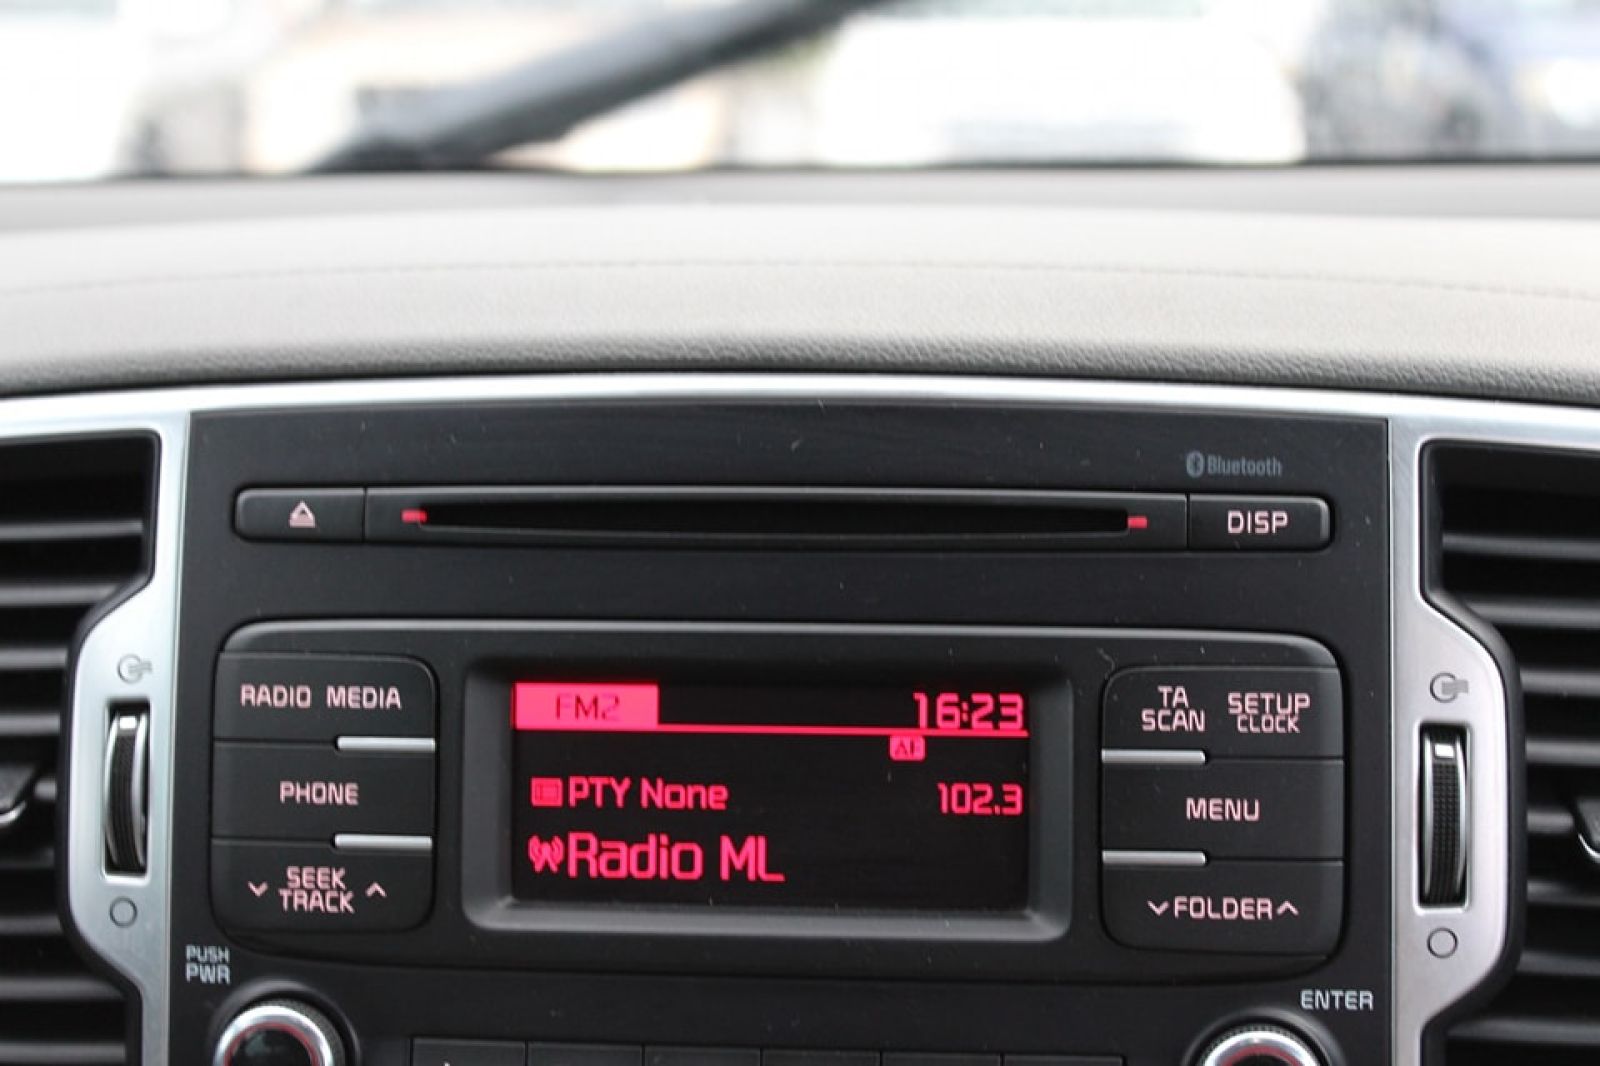 Bluetooth
DISP
RADIO MEDIA
PHONE
SEEK
TRACK
PUSH
PWR
FM2
16:23
AF
PTY None
102.3
Radio ML
TA
SCAN
SETUP
CLOCK
MENU
FOLDER
ENTER